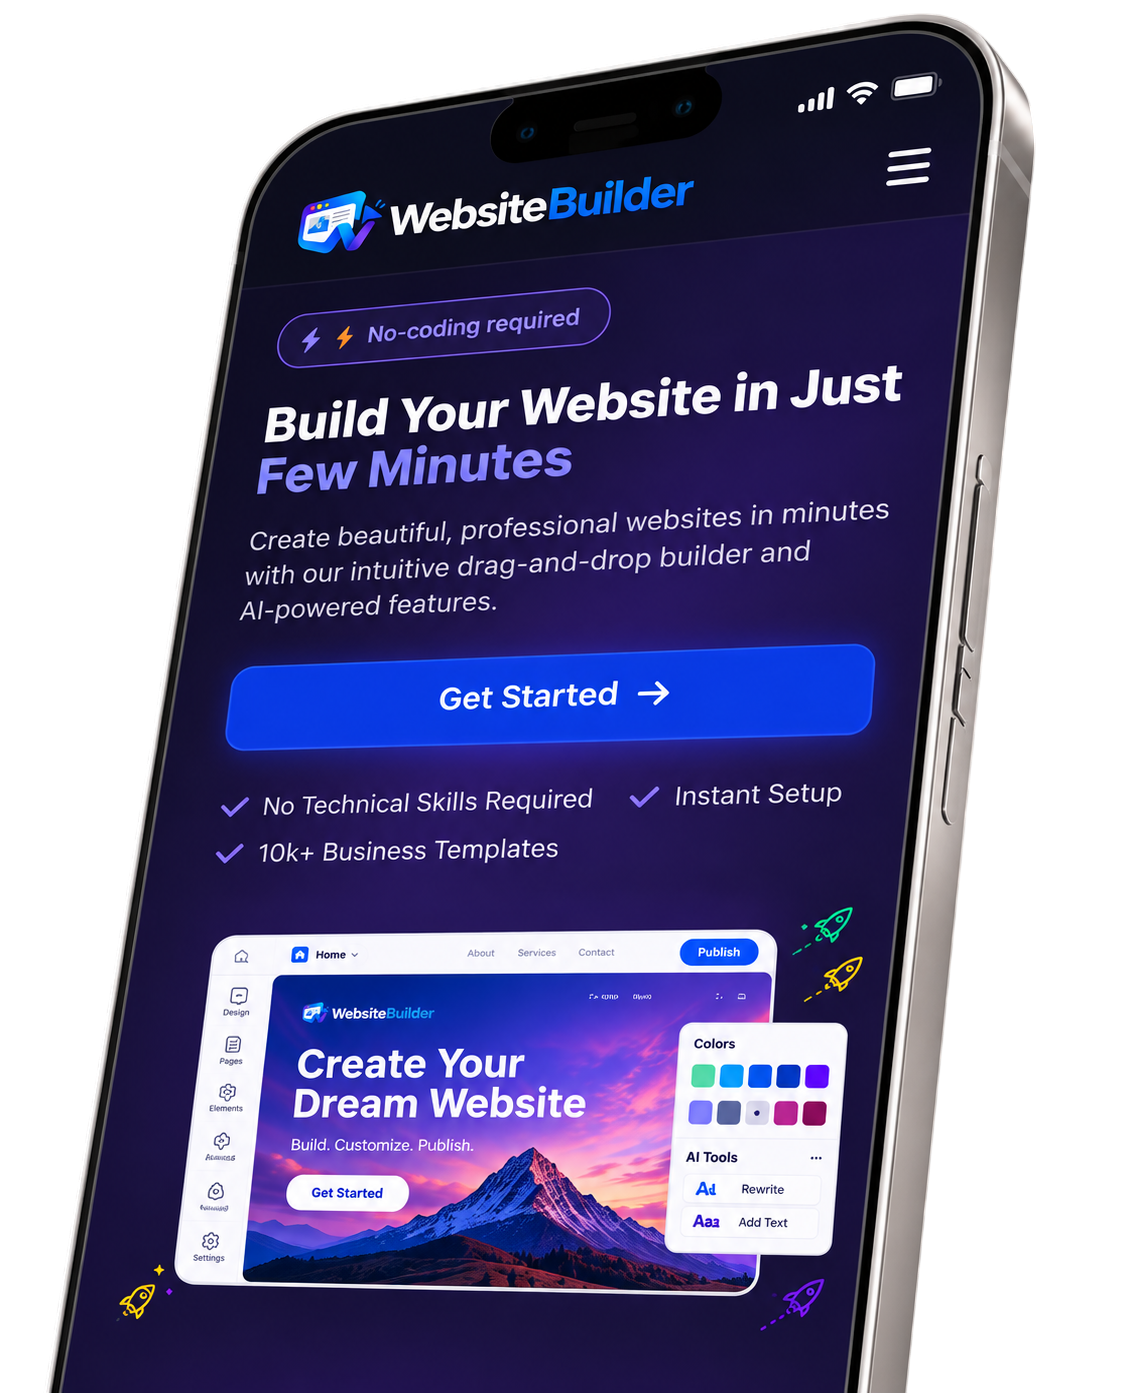 WebsiteBuilder
No-coding required
Build Your Website in Just
Few Minutes
Create beautiful, professional websites in minutes
with our intuitive drag-and-drop builder and
AI-powered features.
Get Started →
No Technical Skills Required
Instant Setup
10k+ Business Templates
Home
About
Services
Contact
Publish
Design
Pages
Elements
Settings
WebsiteBuilder
Create Your
Dream Website
Build. Customize. Publish.
Get Started
Colors
AI Tools
Rewrite
Add Text